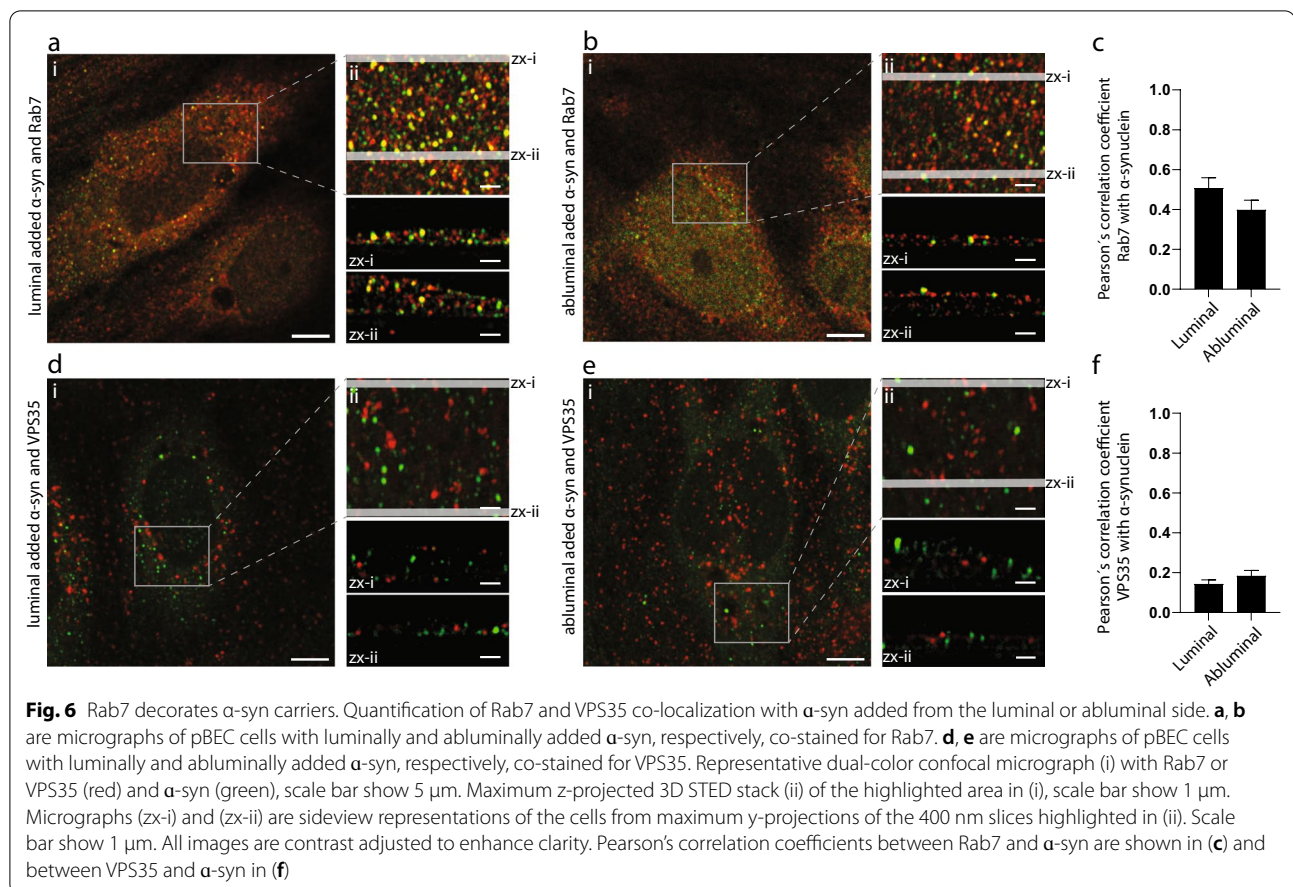 a
i
luminal added α-syn and Rab7
ii
zx-i
zx-ii
zx-i
zx-ii
b
i
abluminal aded α-syn and Rab7
ii
zx-i
zx-ii
zx-i
zx-ii
c
Pearson´s correlation coefficient
Rab7 with α-synuclein
1.0
0.8
0.6
0.4
0.2
0.0
Luminal
Abluminal
d
i
luminal added α-syn and VPS35
ii
zx-i
zx-ii
zx-i
zx-ii
e
i
abluminal aded α-syn and VPS35
ii
zx-i
zx-ii
zx-i
zx-ii
f
Pearson´s correlation coefficient
VPS35 with α-synuclein
1.0
0.8
0.6
0.4
0.2
0.0
Luminal
Abluminal
Fig. 6 Rab7 decorates α-syn carriers. Quantification of Rab7 and VPS35 co-localization with α-syn added from the luminal or abluminal side. a, b
are micrographs of pBEC cells with luminally and abluminally added α-syn, respectively, co-stained for Rab7. d, e are micrographs of pBEC cells
with luminally and abluminally added α-syn, respectively, co-stained for VPS35. Representative dual-color confocal micrograph (i) with Rab7 or
VPS35 (red) and α-syn (green), scale bar show 5 μm. Maximum z-projected 3D STED stack (ii) of the highlighted area in (i), scale bar show 1 μm.
Micrographs (zx-i) and (zx-ii) are sideview representations of the cells from maximum y-projections of the 400 nm slices highlighted in (ii). Scale
bar show 1 μm. All images are contrast adjusted to enhance clarity. Pearson's correlation coefficients between Rab7 and α-syn are shown in (c) and
between VPS35 and α-syn in (f)